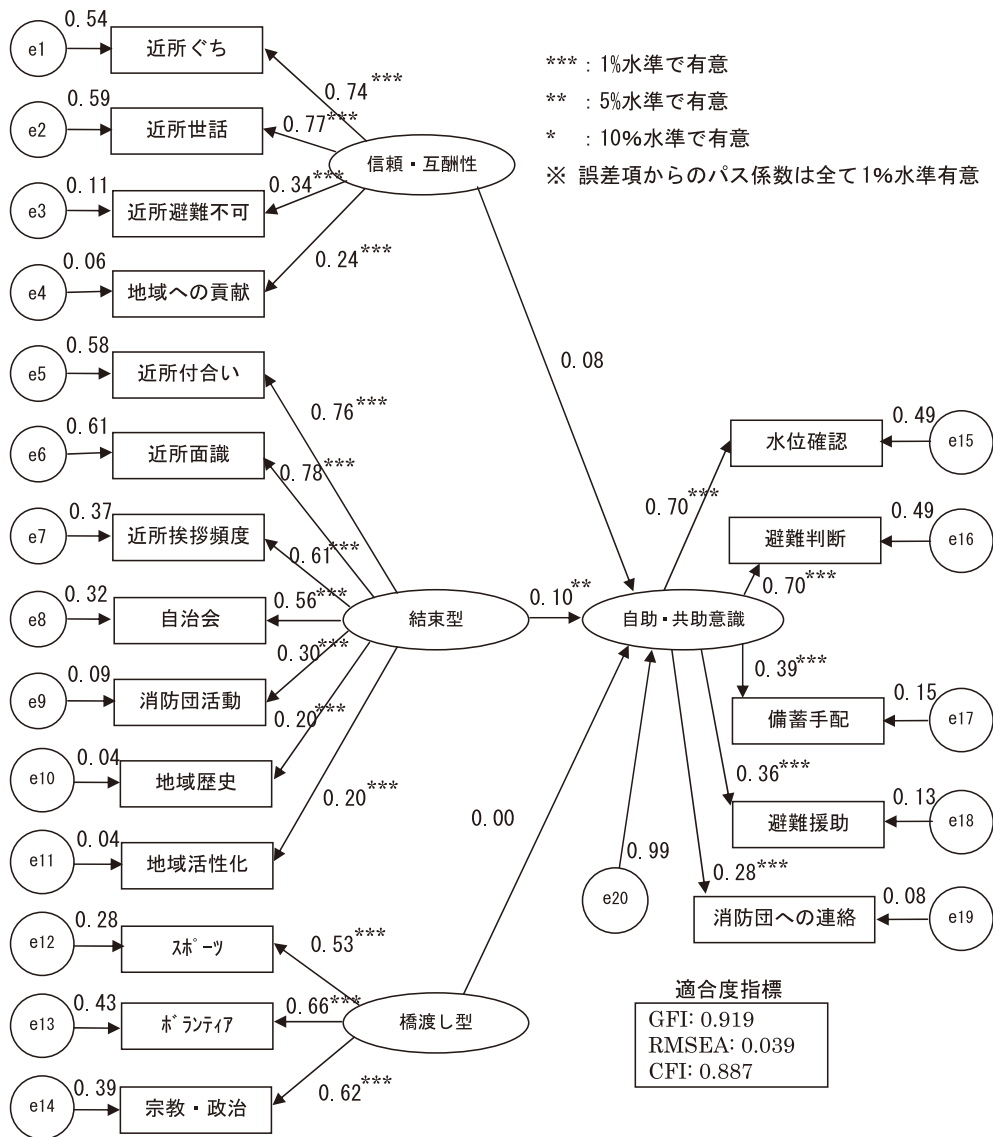 0.54
e1
近所ぐち
0.74***
0.59
e2
近所世話
0.77***
0.11
e3
近所避難不可
0.34***
0.06
e4
地域への貢献
0.24***
信頼・互酬性
*** : 1%水準で有意
** : 5%水準で有意
* : 10%水準で有意
※ 誤差項からのパス係数は全て1%水準有意
0.08
0.58
e5
近所付合い
0.76***
0.61
e6
近所面識
0.78***
0.37
e7
近所挨拶頻度
0.61***
0.32
e8
自治会
0.56***
0.09
e9
消防団活動
0.30***
0.04
e10
地域歴史
0.20***
0.04
e11
地域活性化
0.20***
結束型
0.10**
自助・共助意識
水位確認
0.49
e15
0.70***
避難判断
0.49
e16
0.70***
備蓄手配
0.15
e17
0.39***
避難援助
0.13
e18
0.36***
消防団への連絡
0.08
e19
0.28***
0.99
e20
0.00
0.28
e12
スポーツ
0.53***
0.43
e13
ボランティア
0.66***
0.39
e14
宗教・政治
0.62***
橋渡し型
適合度指標
GFI: 0.919
RMSEA: 0.039
CFI: 0.887